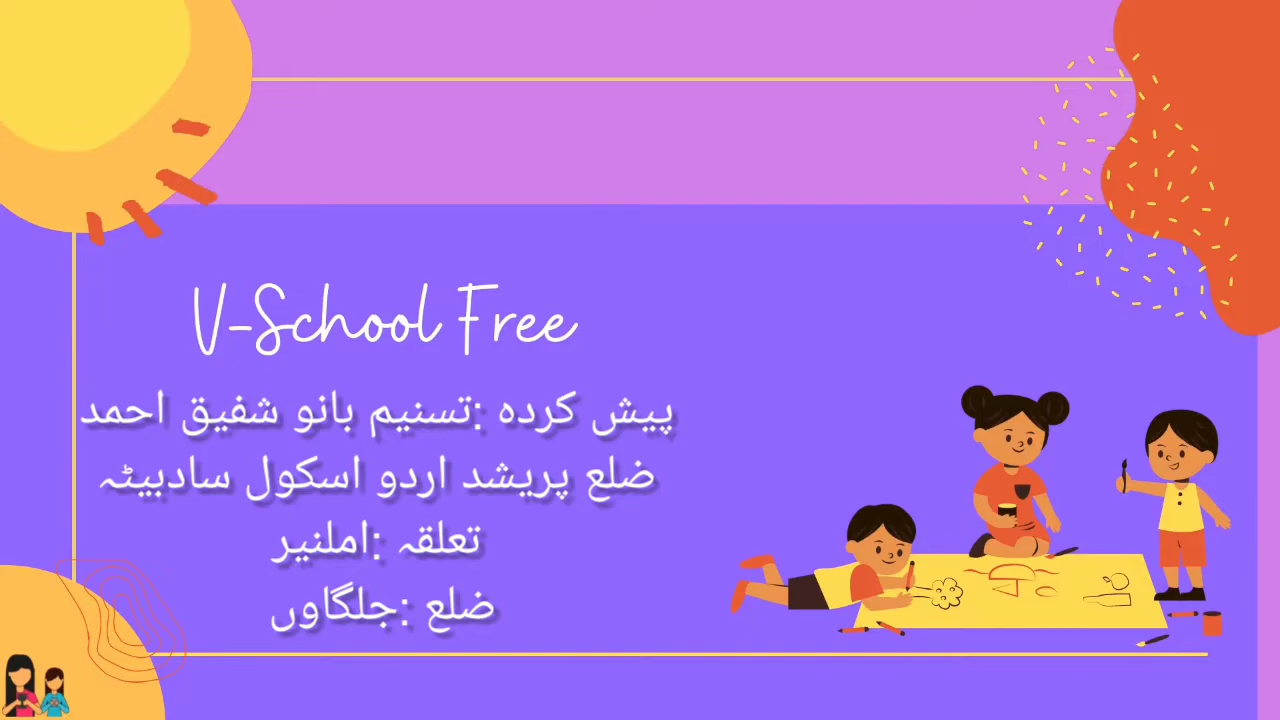 V-School Free
پیش کردہ :تسنیم بانو شفیق احمد
ضلع پریشد اردو اسکول سادبیٹہ
تعلقہ :املنیر
ضلع :جلگاوں